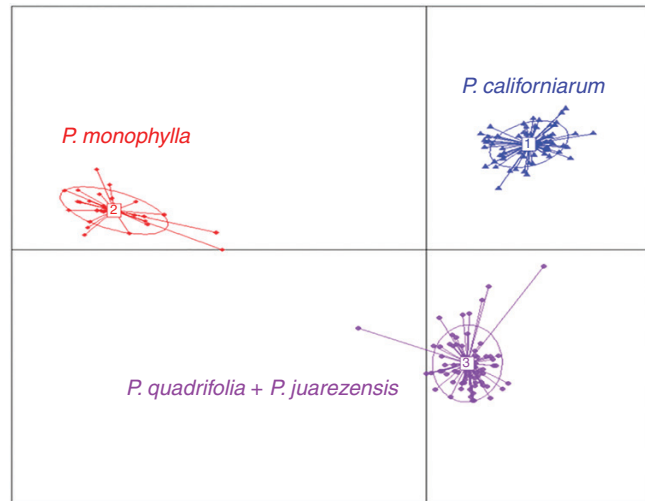 P. californiarum
1
P. monophylla
2
3
P. quadrifolia + P. juarezensis